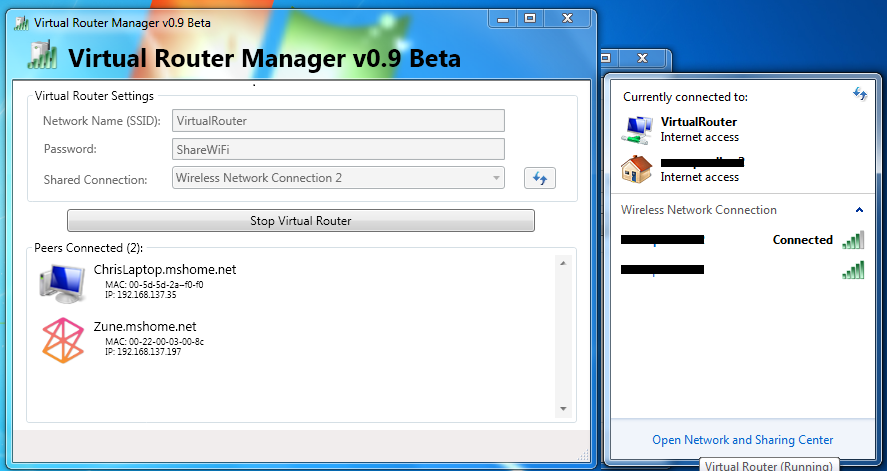 Virtual Router Manager v0.9 Beta
Virtual Router Manager v0.9 Beta
Virtual Router Settings
Network Name (SSID): VirtualRouter
Password: ShareWiFi
Shared Connection: Wireless Network Connection 2
Stop Virtual Router
Peers Connected (2):
ChrisLaptop.mshome.net
MAC: 00-5d-5d-2a--f0-f0
IP: 192.168.137.35
Zune.mshome.net
MAC: 00-22-00-03-00-8c
IP: 192.168.137.197
Currently connected to:
VirtualRouter
Internet access
Internet access
Wireless Network Connection
Connected
Open Network and Sharing Center
Virtual Router (Running)